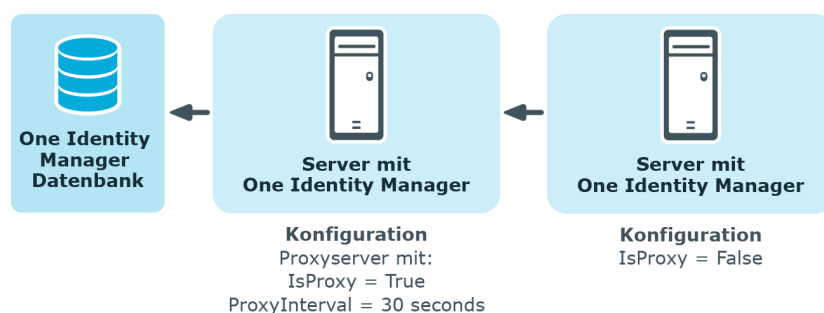 One Identity
Manager
Datenbank
Server mit
One Identity Manager
Konfiguration
Proxyserver mit:
IsProxy = True
ProxyInterval = 30 seconds
Server mit
One Identity Manager
Konfiguration
IsProxy = False